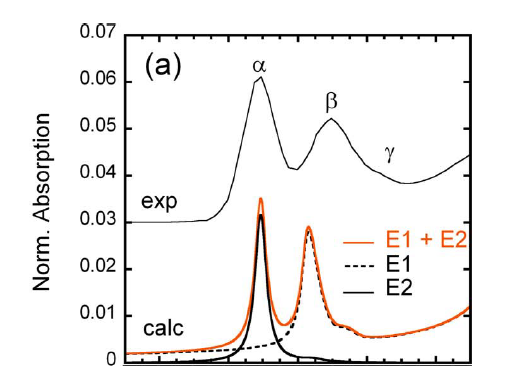 0.07
(a)
α
0.06
β
0.05
γ
0.04
exp
0.03
E1 + E2
E1
0.02
E2
0.01
calc
0
Norm. Absorption